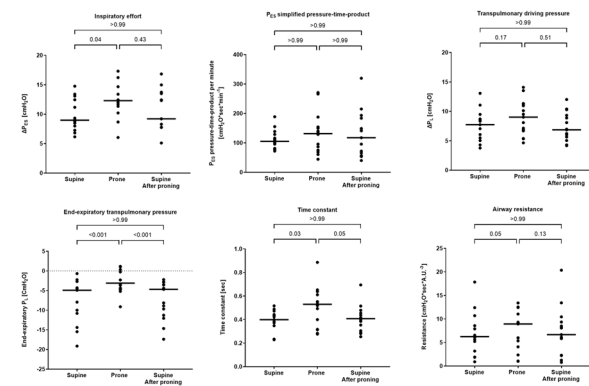 Inspiratory effort
>0.99
0.04
0.43
20
15
10
5
0
ΔPES [cmH2O]
Supine
Prone
Supine
After proning
PES simplified pressure-time-product
>0.99
>0.99
>0.99
400
300
200
100
0
PES pressure-time-product per minute
[cmH2O*sec*min-1]
Supine
Prone
Supine
After proning
Transpulmonary driving pressure
>0.99
0.17
0.51
20
15
10
5
0
ΔPL [cmH2O]
Supine
Prone
Supine
After proning
End-expiratory transpulmonary pressure
>0.99
<0.001
<0.001
5
0
-5
-10
-15
-20
-25
End-expiratory PL [CmH2O]
Supine
Prone
Supine
After proning
Time constant
>0.99
0.03
0.05
1.0
0.8
0.6
0.4
0.2
0.0
Time constant [sec]
Supine
Prone
Supine
After proning
Airway resistance
>0.99
0.05
0.13
25
20
15
10
5
0
Resistance [cmH2O*sec*A.U.-1]
Supine
Prone
Supine
After proning